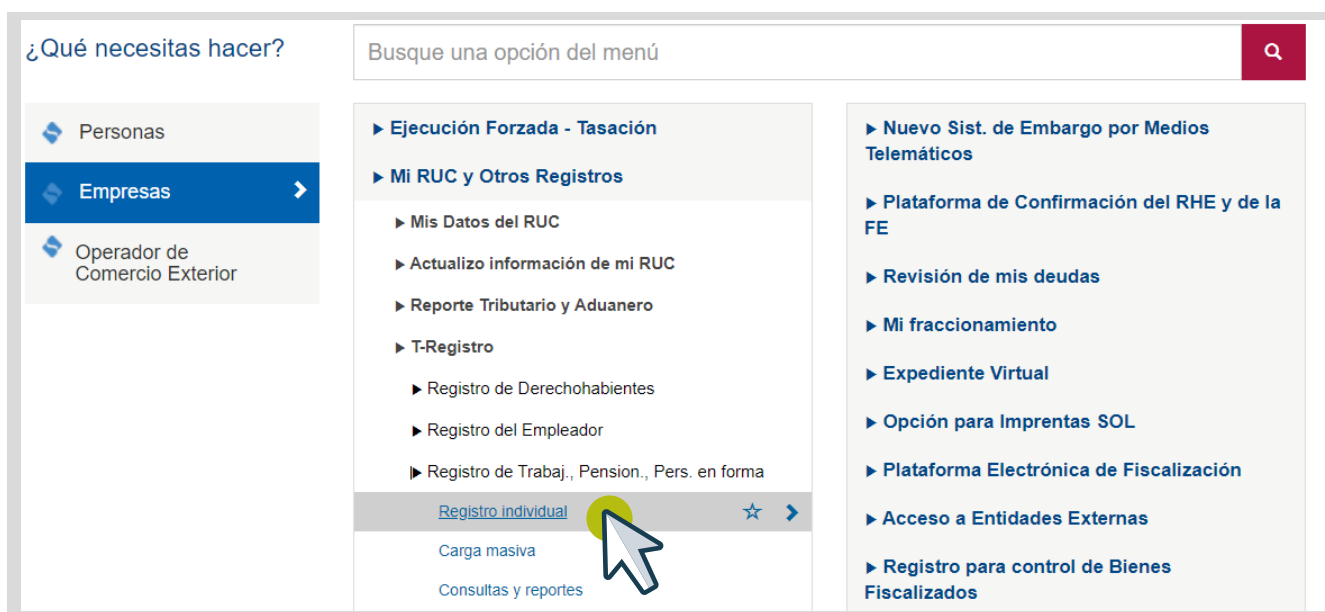 ¿Qué necesitas hacer?
Busque una opción del menú
Personas
Empresas
Operador de
Comercio Exterior
Ejecución Forzada - Tasación
Mi RUC y Otros Registros
Mis Datos del RUC
Actualizo información de mi RUC
Reporte Tributario y Aduanero
T-Registro
Registro de Derechohabientes
Registro del Empleador
Registro de Trabaj., Pension., Pers. en forma
Registro individual
Carga masiva
Consultas y reportes
Nuevo Sist. de Embargo por Medios
Telemáticos
Plataforma de Confirmación del RHE y de la
FE
Revisión de mis deudas
Mi fraccionamiento
Expediente Virtual
Opción para Imprentas SOL
Plataforma Electrónica de Fiscalización
Acceso a Entidades Externas
Registro para control de Bienes
Fiscalizados